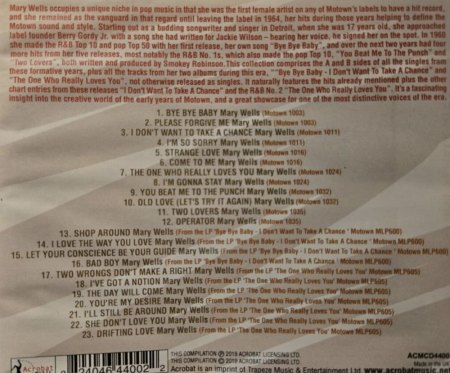 Mary Wells occupies a unique niche in pop music in that she was the first female artist on any of Motown's labels to have a hit record,
and she remained as the vanguard in that regard until leaving the label in 1964, her hits during those years helping to define the
Motown sound and style. Starting out as a budding songwriter and singer in Detroit, when she was 17 years old, she approached
label founder Berry Gordy Jr. with a song she had written for Jackie Wilson – hearing her voice, he signed her on the spot. In 1960
she made the R&B Top 10 and Pop Top 50 with her first release, her own song "Bye Bye Baby", and over the next two years had four
more hits from her five releases, most notably the R&B No. 1s, which also made the pop Top 10, "You Beat Me To The Punch" and
"Two Lovers", both written and produced by Smokey Robinson.This collection comprises the A and B sides of all the singles from
these formative years, plus all the tracks from her two albums during this era, "Bye Bye Baby - I Don't Want To Take A Chance" and
"The One Who Really Loves You", not otherwise released as singles. It naturally features the hits already mentioned plus the other
chart entries from these releases "I Don't Want To Take A Chance" and the R&B No. 2 "The One Who Really Loves You". It's a fascinating
insight into the creative world of the early years of Motown, and a great showcase for one of the most distinctive voices of the era.
1. BYE BYE BABY Mary Wells (Motown 1003)
2. PLEASE FORGIVE ME Mary Wells (Motown 1003)
3. I DON'T WANT TO TAKE A CHANCE Mary Wells (Motown 1011)
4. I'M SO SORRY Mary Wells (Motown 1011)
5. STRANGE LOVE Mary Wells (Motown 1016)
6. COME TO ME Mary Wells (Motown 1016)
7. THE ONE WHO REALLY LOVES YOU Mary Wells (Motown 1024)
8. I'M GONNA STAY Mary Wells (Motown 1024)
9. YOU BEAT ME TO THE PUNCH Mary Wells (Motown 1032)
10. OLD LOVE (LET'S TRY IT AGAIN) Mary Wells (Motown 1032)
11. TWO LOVERS Mary Wells (Motown 1035)
12. OPERATOR Mary Wells (Motown 1035)
13. SHOP AROUND Mary Wells (From the LP 'Bye Bye Baby - I Don't Want To Take A Chance' Motown MLP600)
14. I LOVE THE WAY YOU LOVE Mary Wells (From the LP 'Bye Bye Baby - I Don't Want To Take A Chance' Motown MLP600)
15. LET YOUR CONSCIENCE BE YOUR GUIDE Mary Wells (From the LP 'Bye Bye Baby - I Don't Want To Take A Chance' Motown MLP600)
16. BAD BOY Mary Wells (From the LP 'Bye Bye Baby - I Don't Want To Take A Chance' Motown MLP600)
17. TWO WRONGS DON'T MAKE A RIGHT Mary Wells (From the LP 'The One Who Really Loves You' Motown MLP605)
18. I'VE GOT A NOTION Mary Wells (From the LP 'The One Who Really Loves You' Motown MLP605)
19. THE DAY WILL COME Mary Wells (From the LP 'The One Who Really Loves You' Motown MLP605)
20. YOU'RE MY DESIRE Mary Wells (From the LP 'The One Who Really Loves You' Motown MLP605)
21. I'LL STILL BE AROUND Mary Wells (From the LP 'The One Who Really Loves You' Motown MLP605)
22. SHE DON'T LOVE YOU Mary Wells (From the LP 'The One Who Really Loves You' Motown MLP605)
23. DRIFTING LOVE Mary Wells (From the LP 'The One Who Really Loves You' Motown MLP605)
THIS COMPILATION ℗ 2019 ACROBAT LICENSING LTD. ACMCD4400
THIS COMPILATION © 2019 ACROBAT LICENSING LTD. Made in the
Acrobat is an imprint of Trapeze Music & Entertainment Ltd. www.acrobatmusic.net
Acrobat
24046 44002 2